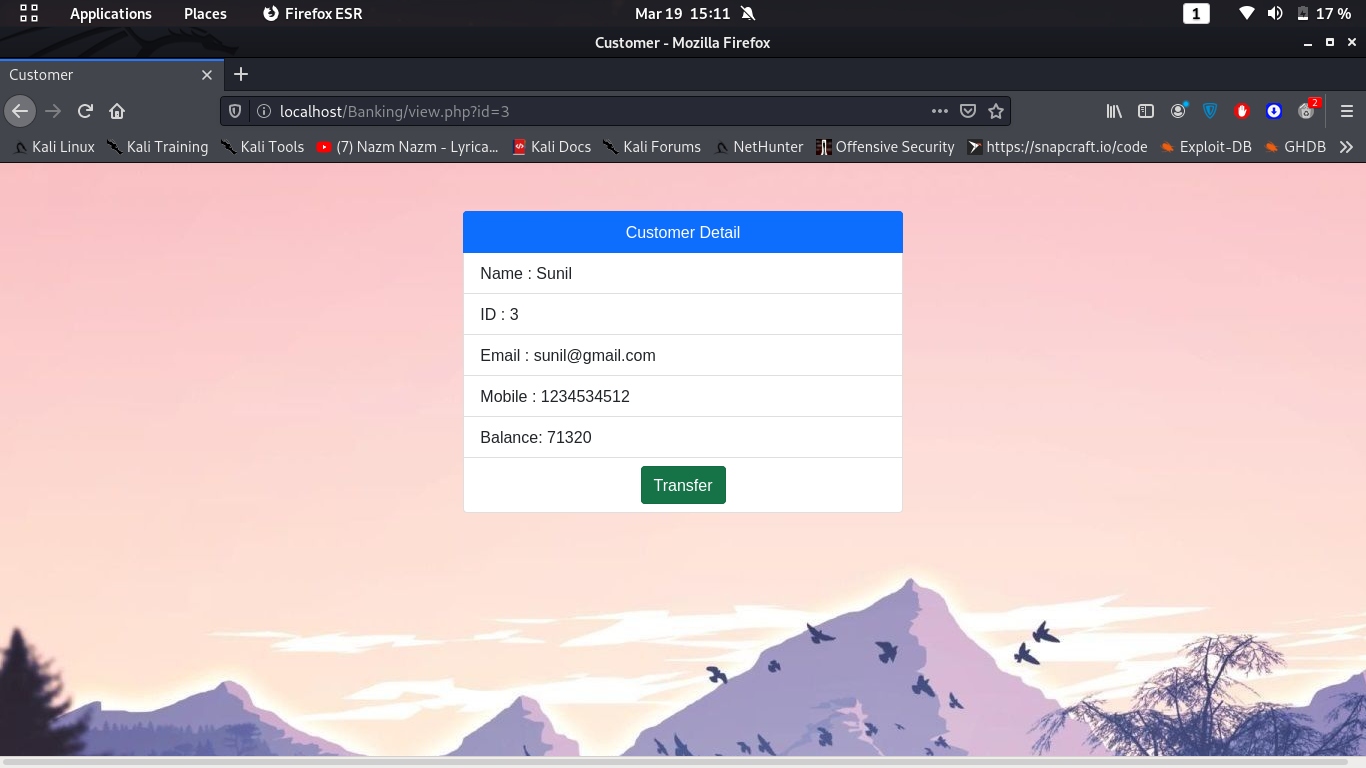 Applications Places Firefox ESR Mar 19 15:11 1 17 %
Customer - Mozilla Firefox
Customer
localhost/Banking/view.php?id=3 2
Kali Linux Kali Training Kali Tools (7) Nazm Nazm - Lyrica... Kali Docs Kali Forums NetHunter Offensive Security https://snapcraft.io/code Exploit-DB GHDB
Customer Detail
Name : Sunil
ID : 3
Email : sunil@gmail.com
Mobile : 1234534512
Balance: 71320
Transfer